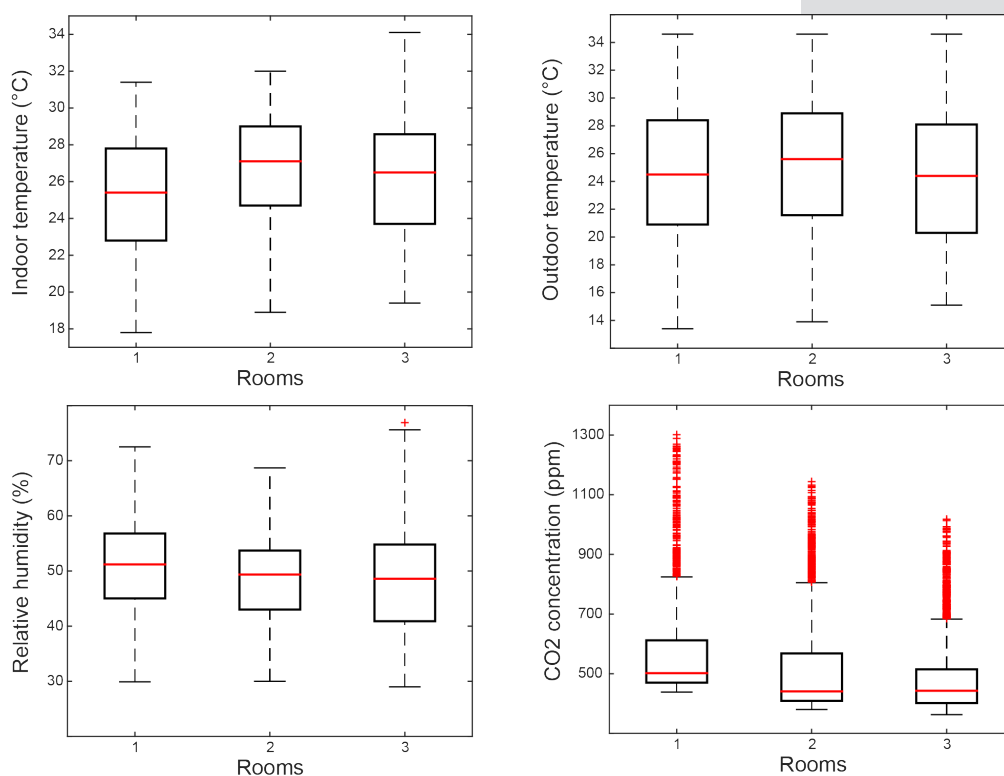 Indoor temperature (°C)
34
32
30
28
26
24
22
20
18
1 2 3
Rooms
Outdoor temperature (°C)
34
32
30
28
26
24
22
20
18
16
14
1 2 3
Rooms
Relative humidity (%)
70
60
50
40
30
1 2 3
Rooms
CO2 concentration (ppm)
1300
1100
900
700
500
1 2 3
Rooms